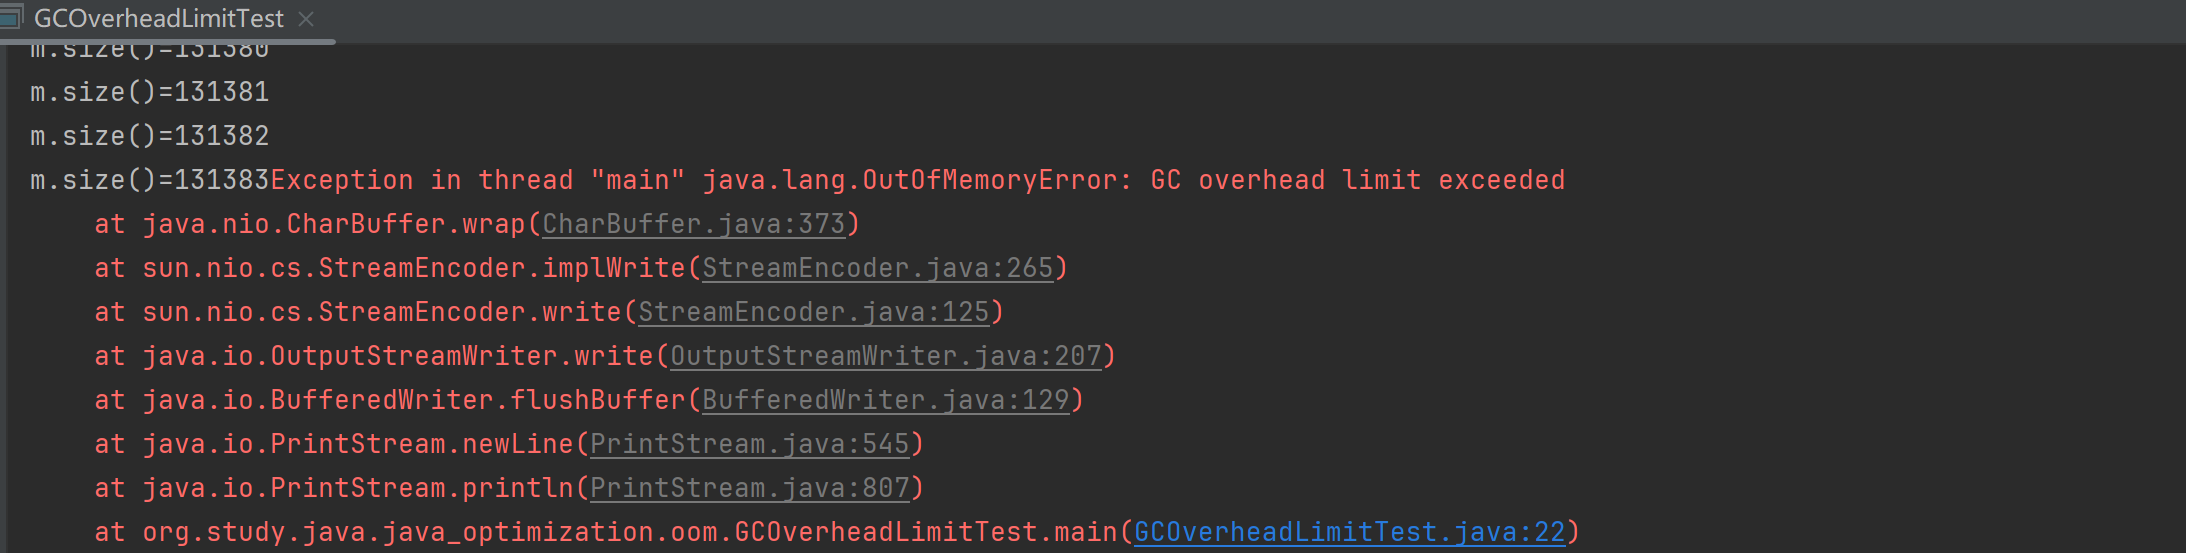 GCOverheadLimitTest
m.size()=131380
m.size()=131381
m.size()=131382
m.size()=131383Exception in thread "main" java.lang.OutOfMemoryError: GC overhead limit exceeded
    at java.nio.CharBuffer.wrap(CharBuffer.java:373)
    at sun.nio.cs.StreamEncoder.implWrite(StreamEncoder.java:265)
    at sun.nio.cs.StreamEncoder.write(StreamEncoder.java:125)
    at java.io.OutputStreamWriter.write(OutputStreamWriter.java:207)
    at java.io.BufferedWriter.flushBuffer(BufferedWriter.java:129)
    at java.io.PrintStream.newLine(PrintStream.java:545)
    at java.io.PrintStream.println(PrintStream.java:807)
    at org.study.java.java_optimization.oom.GCOverheadLimitTest.main(GCOverheadLimitTest.java:22)